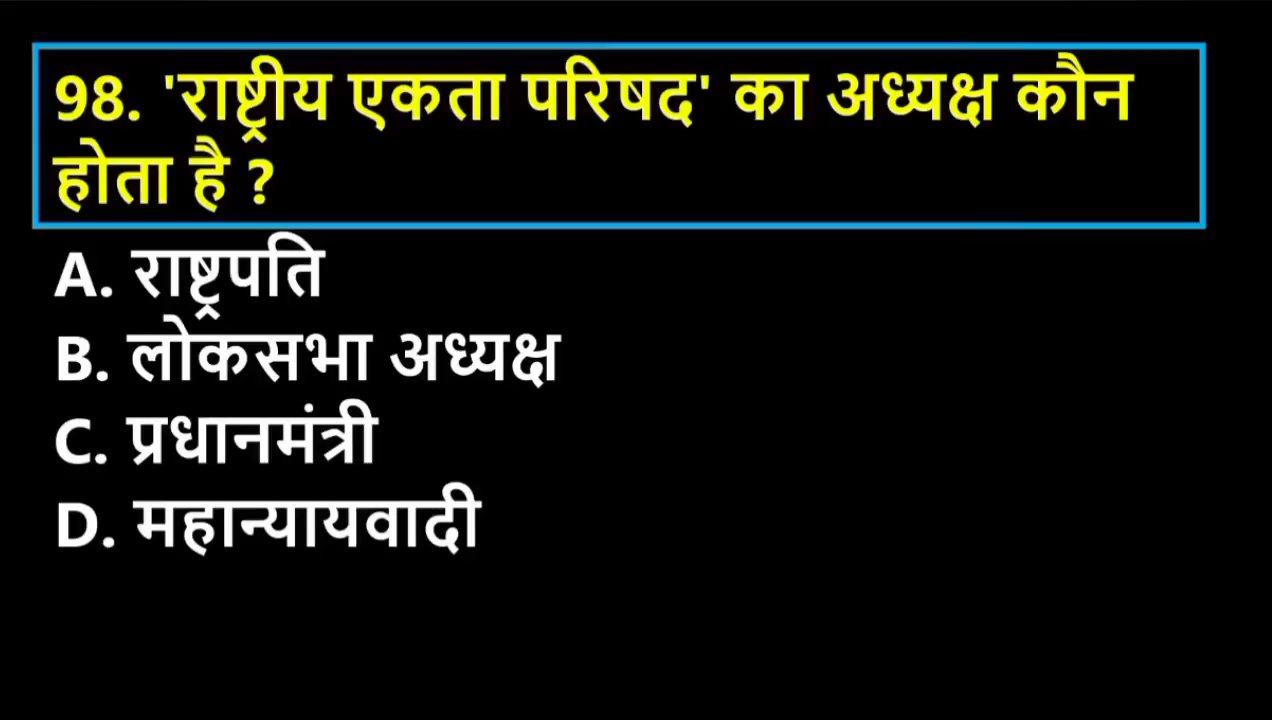 98. 'राष्ट्रीय एकता परिषद' का अध्यक्ष कौन
होता है ?
A. राष्ट्रपति
B. लोकसभा अध्यक्ष
C. प्रधानमंत्री
D. महान्यायवादी